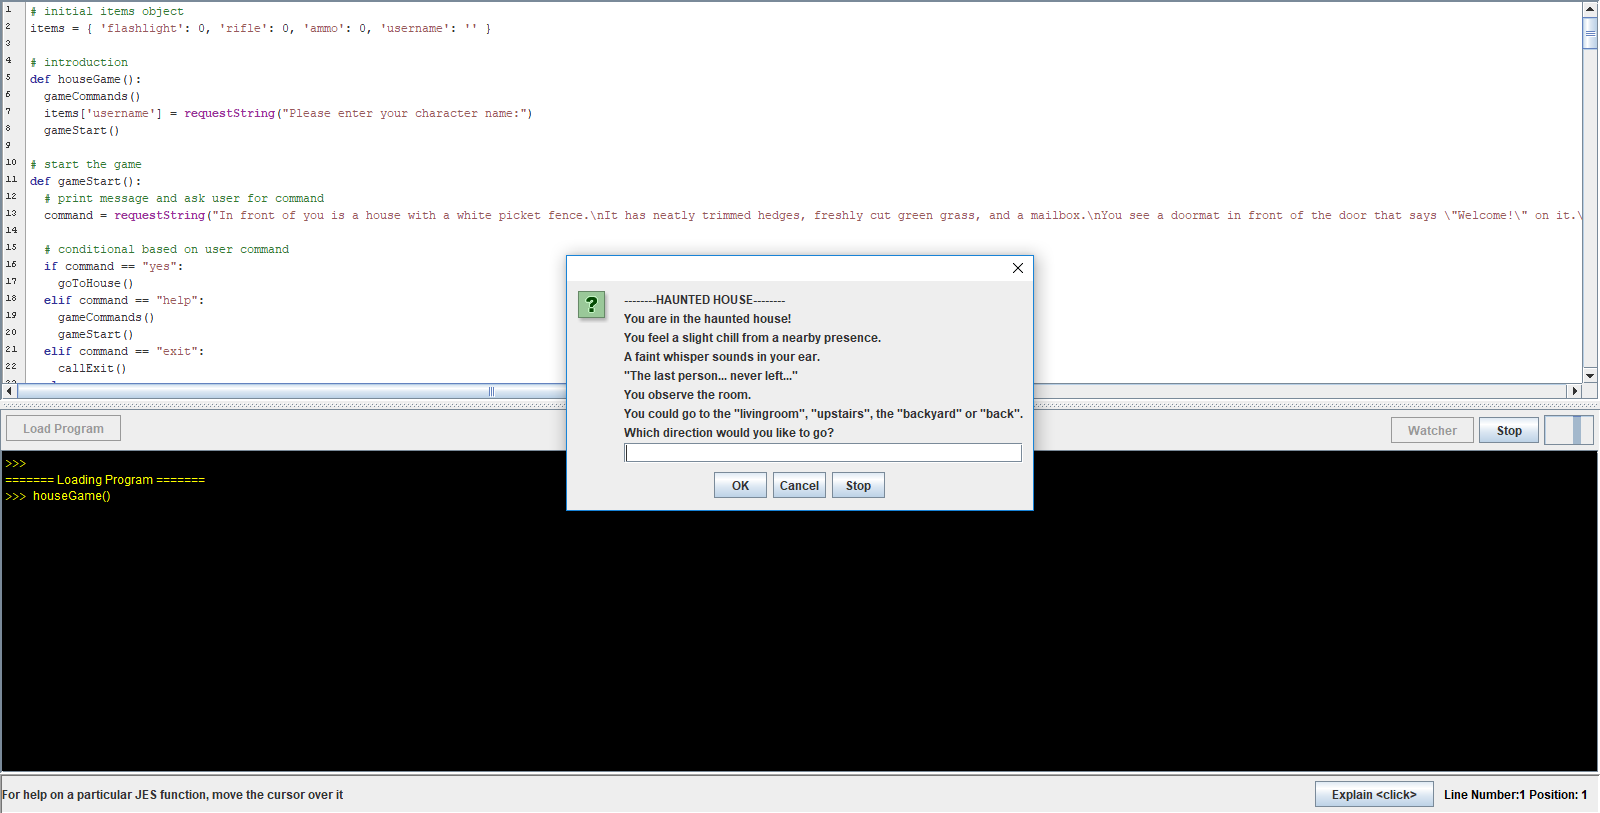 1 # initial items object
2 items = { 'flashlight': 0, 'rifle': 0, 'ammo': 0, 'username': '' }
3
4 # introduction
5 def houseGame():
6 gameCommands()
7 items['username'] = requestString("Please enter your character name:")
8 gameStart()
9
10 # start the game
11 def gameStart():
12 # print message and ask user for command
13 command = requestString("In front of you is a house with a white picket fence.\nIt has neatly trimmed hedges, freshly cut green grass, and a mailbox.\nYou see a doormat in front of the door that says \"Welcome!\" on it.\
14
15 # conditional based on user command
16 if command == "yes":
17 goToHouse()
18 elif command == "help":
19 gameCommands()
20 gameStart()
21 elif command == "exit":
22 callExit()
?
--------HAUNTED HOUSE--------
You are in the haunted house!
You feel a slight chill from a nearby presence.
A faint whisper sounds in your ear.
"The last person... never left..."
You observe the room.
You could go to the "livingroom", "upstairs", the "backyard" or "back".
Which direction would you like to go?
OK Cancel Stop
Load Program Watcher Stop
>>>
======= Loading Program =======
>>> houseGame()
For help on a particular JES function, move the cursor over it Explain <click> Line Number:1 Position: 1